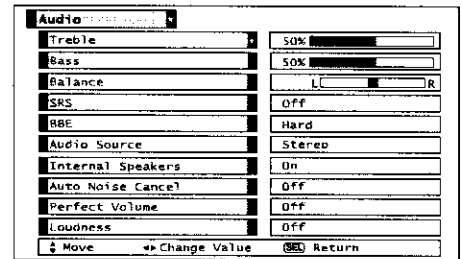 Audio
Treble 50%
Bass 50%
Balance L R
SRS Off
BBE Hard
Audio Source Stereo
Internal Speakers On
Auto Noise Cancel Off
Perfect Volume Off
Loudness Off
Move Change Value SEL Return